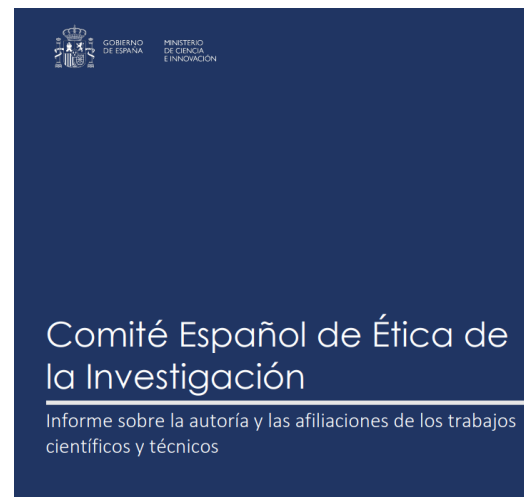 GOBIERNO
DE ESPAÑA
MINISTERIO
DE CIENCIA
E INNOVACIÓN
Comité Español de Ética de
la Investigación
Informe sobre la autoría y las afiliaciones de los trabajos
científicos y técnicos